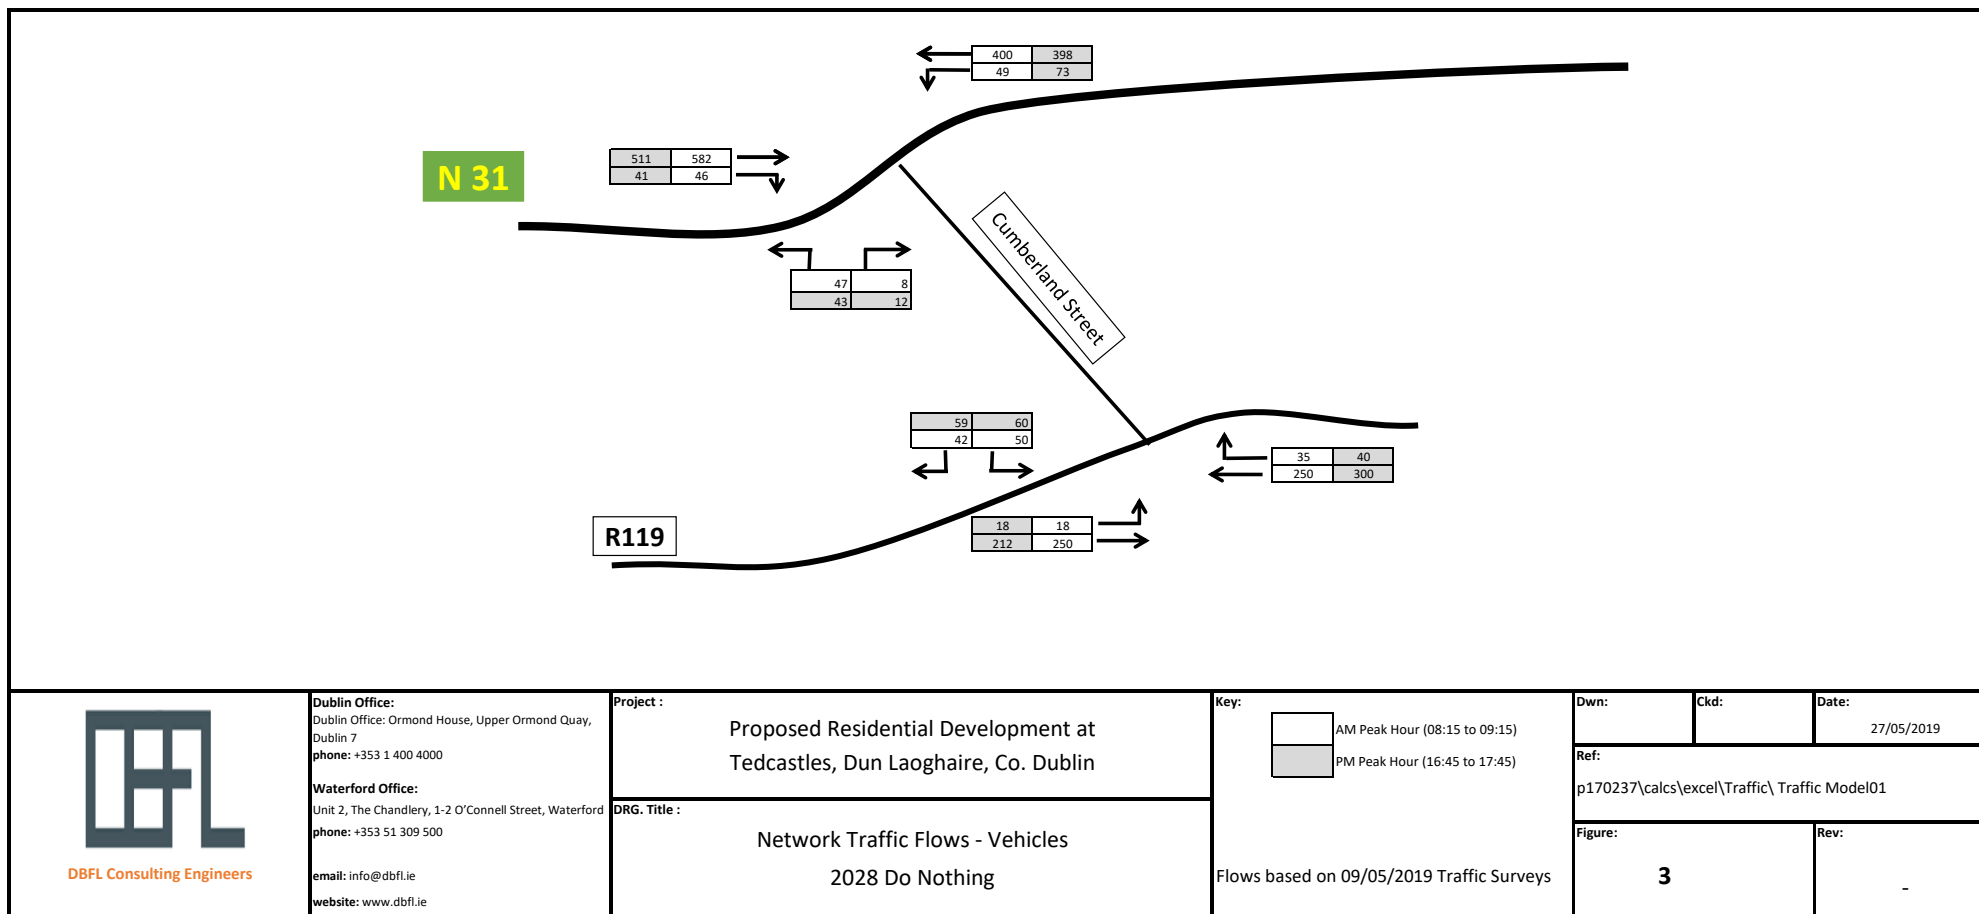 400 398
49 73
511 582
41 46
N 31
Cumberland Street
47 8
43 12
59 60
42 50
35 40
250 300
R119
18 18
212 250
DBFL Consulting Engineers
Dublin Office:
Dublin Office: Ormond House, Upper Ormond Quay,
Dublin 7
phone: +353 1 400 4000
Waterford Office:
Unit 2, The Chandlery, 1-2 O'Connell Street, Waterford
phone: +353 51 309 500
email: info@dbfl.ie
website: www.dbfl.ie
Project :
Proposed Residential Development at
Tedcastles, Dun Laoghaire, Co. Dublin
DRG. Title :
Network Traffic Flows - Vehicles
2028 Do Nothing
Key:
AM Peak Hour (08:15 to 09:15)
PM Peak Hour (16:45 to 17:45)
Flows based on 09/05/2019 Traffic Surveys
Dwn:
Ckd:
Date:
27/05/2019
Ref:
p170237\calcs\excel\Traffic\ Traffic Model01
Figure:
3
Rev:
-